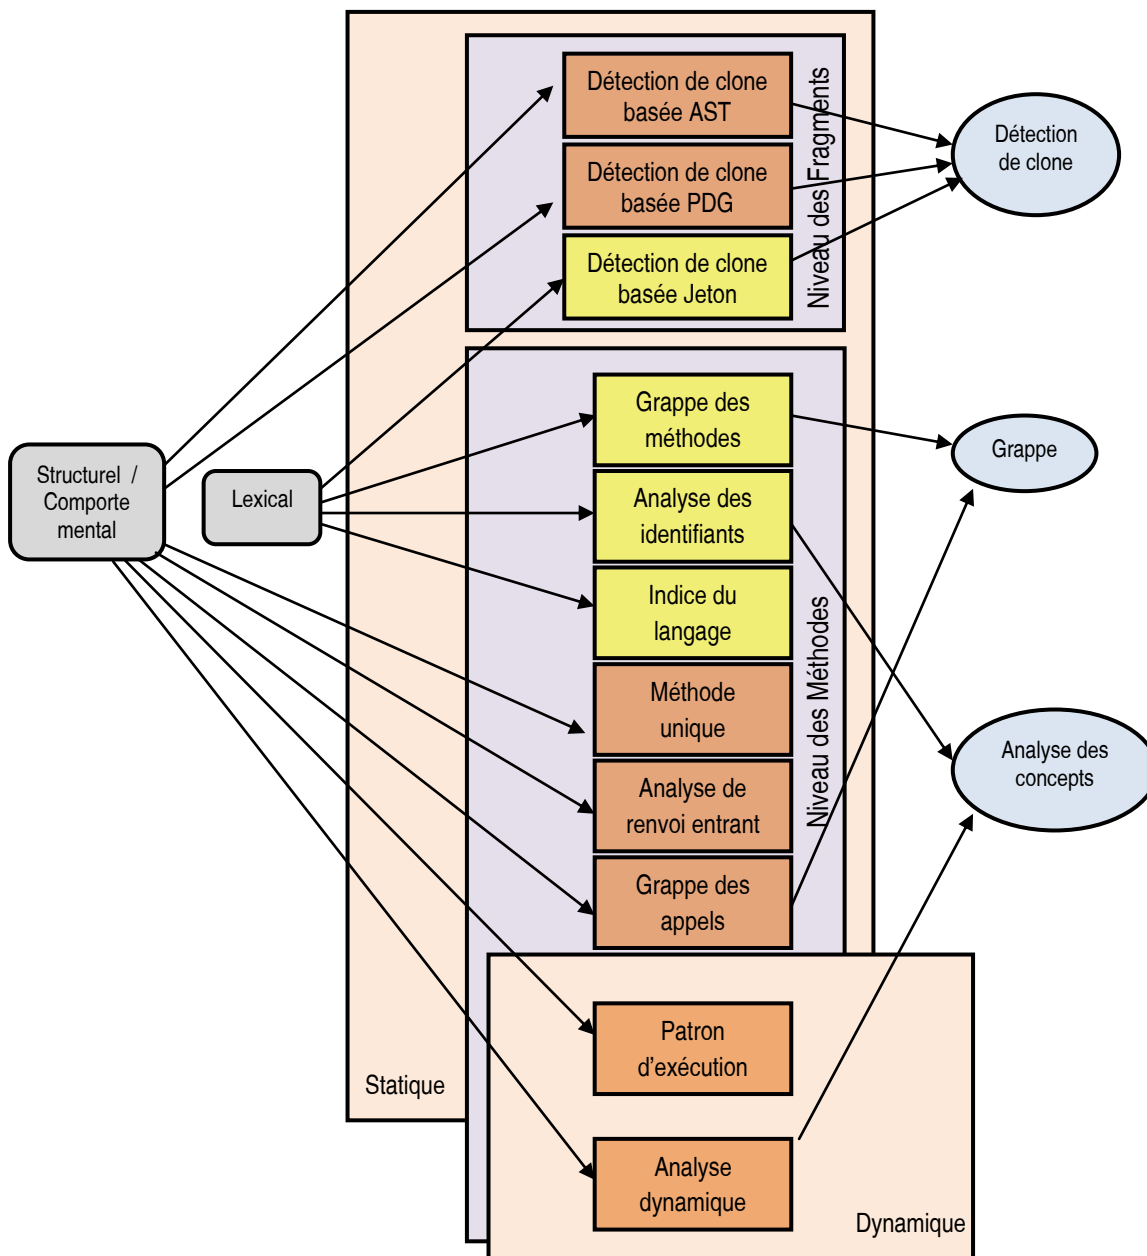 Détection de clone
basée AST
Détection de clone
basée PDG
Détection de clone
basée Jeton
Niveau des Fragments
Détection
de clone
Structurel /
Comporte
mental
Lexical
Grappe des
méthodes
Analyse des
identifiants
Indice du
langage
Méthode
unique
Analyse de
renvoi entrant
Grappe des
appels
Niveau des Méthodes
Grappe
Analyse des
concepts
Patron
d'exécution
Statique
Analyse
dynamique
Dynamique